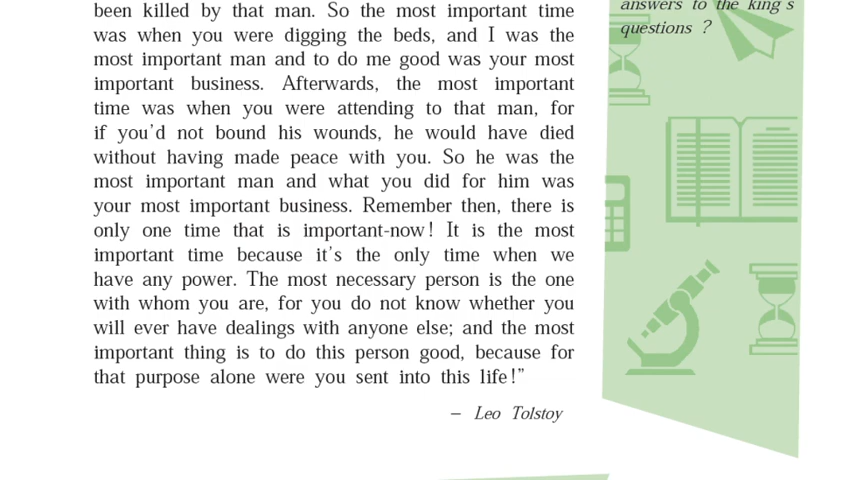 been killed by that man. So the most important time
was when you were digging the beds, and I was the
most important man and to do me good was your most
important business. Afterwards, the most important
time was when you were attending to that man, for
if you'd not bound his wounds, he would have died
without having made peace with you. So he was the
most important man and what you did for him was
your most important business. Remember then, there is
only one time that is important-now! It is the most
important time because it's the only time when we
have any power. The most necessary person is the one
with whom you are, for you do not know whether you
will ever have dealings with anyone else; and the most
important thing is to do this person good, because for
that purpose alone were you sent into this life!”
– Leo Tolstoy
answers to the king's
questions ?